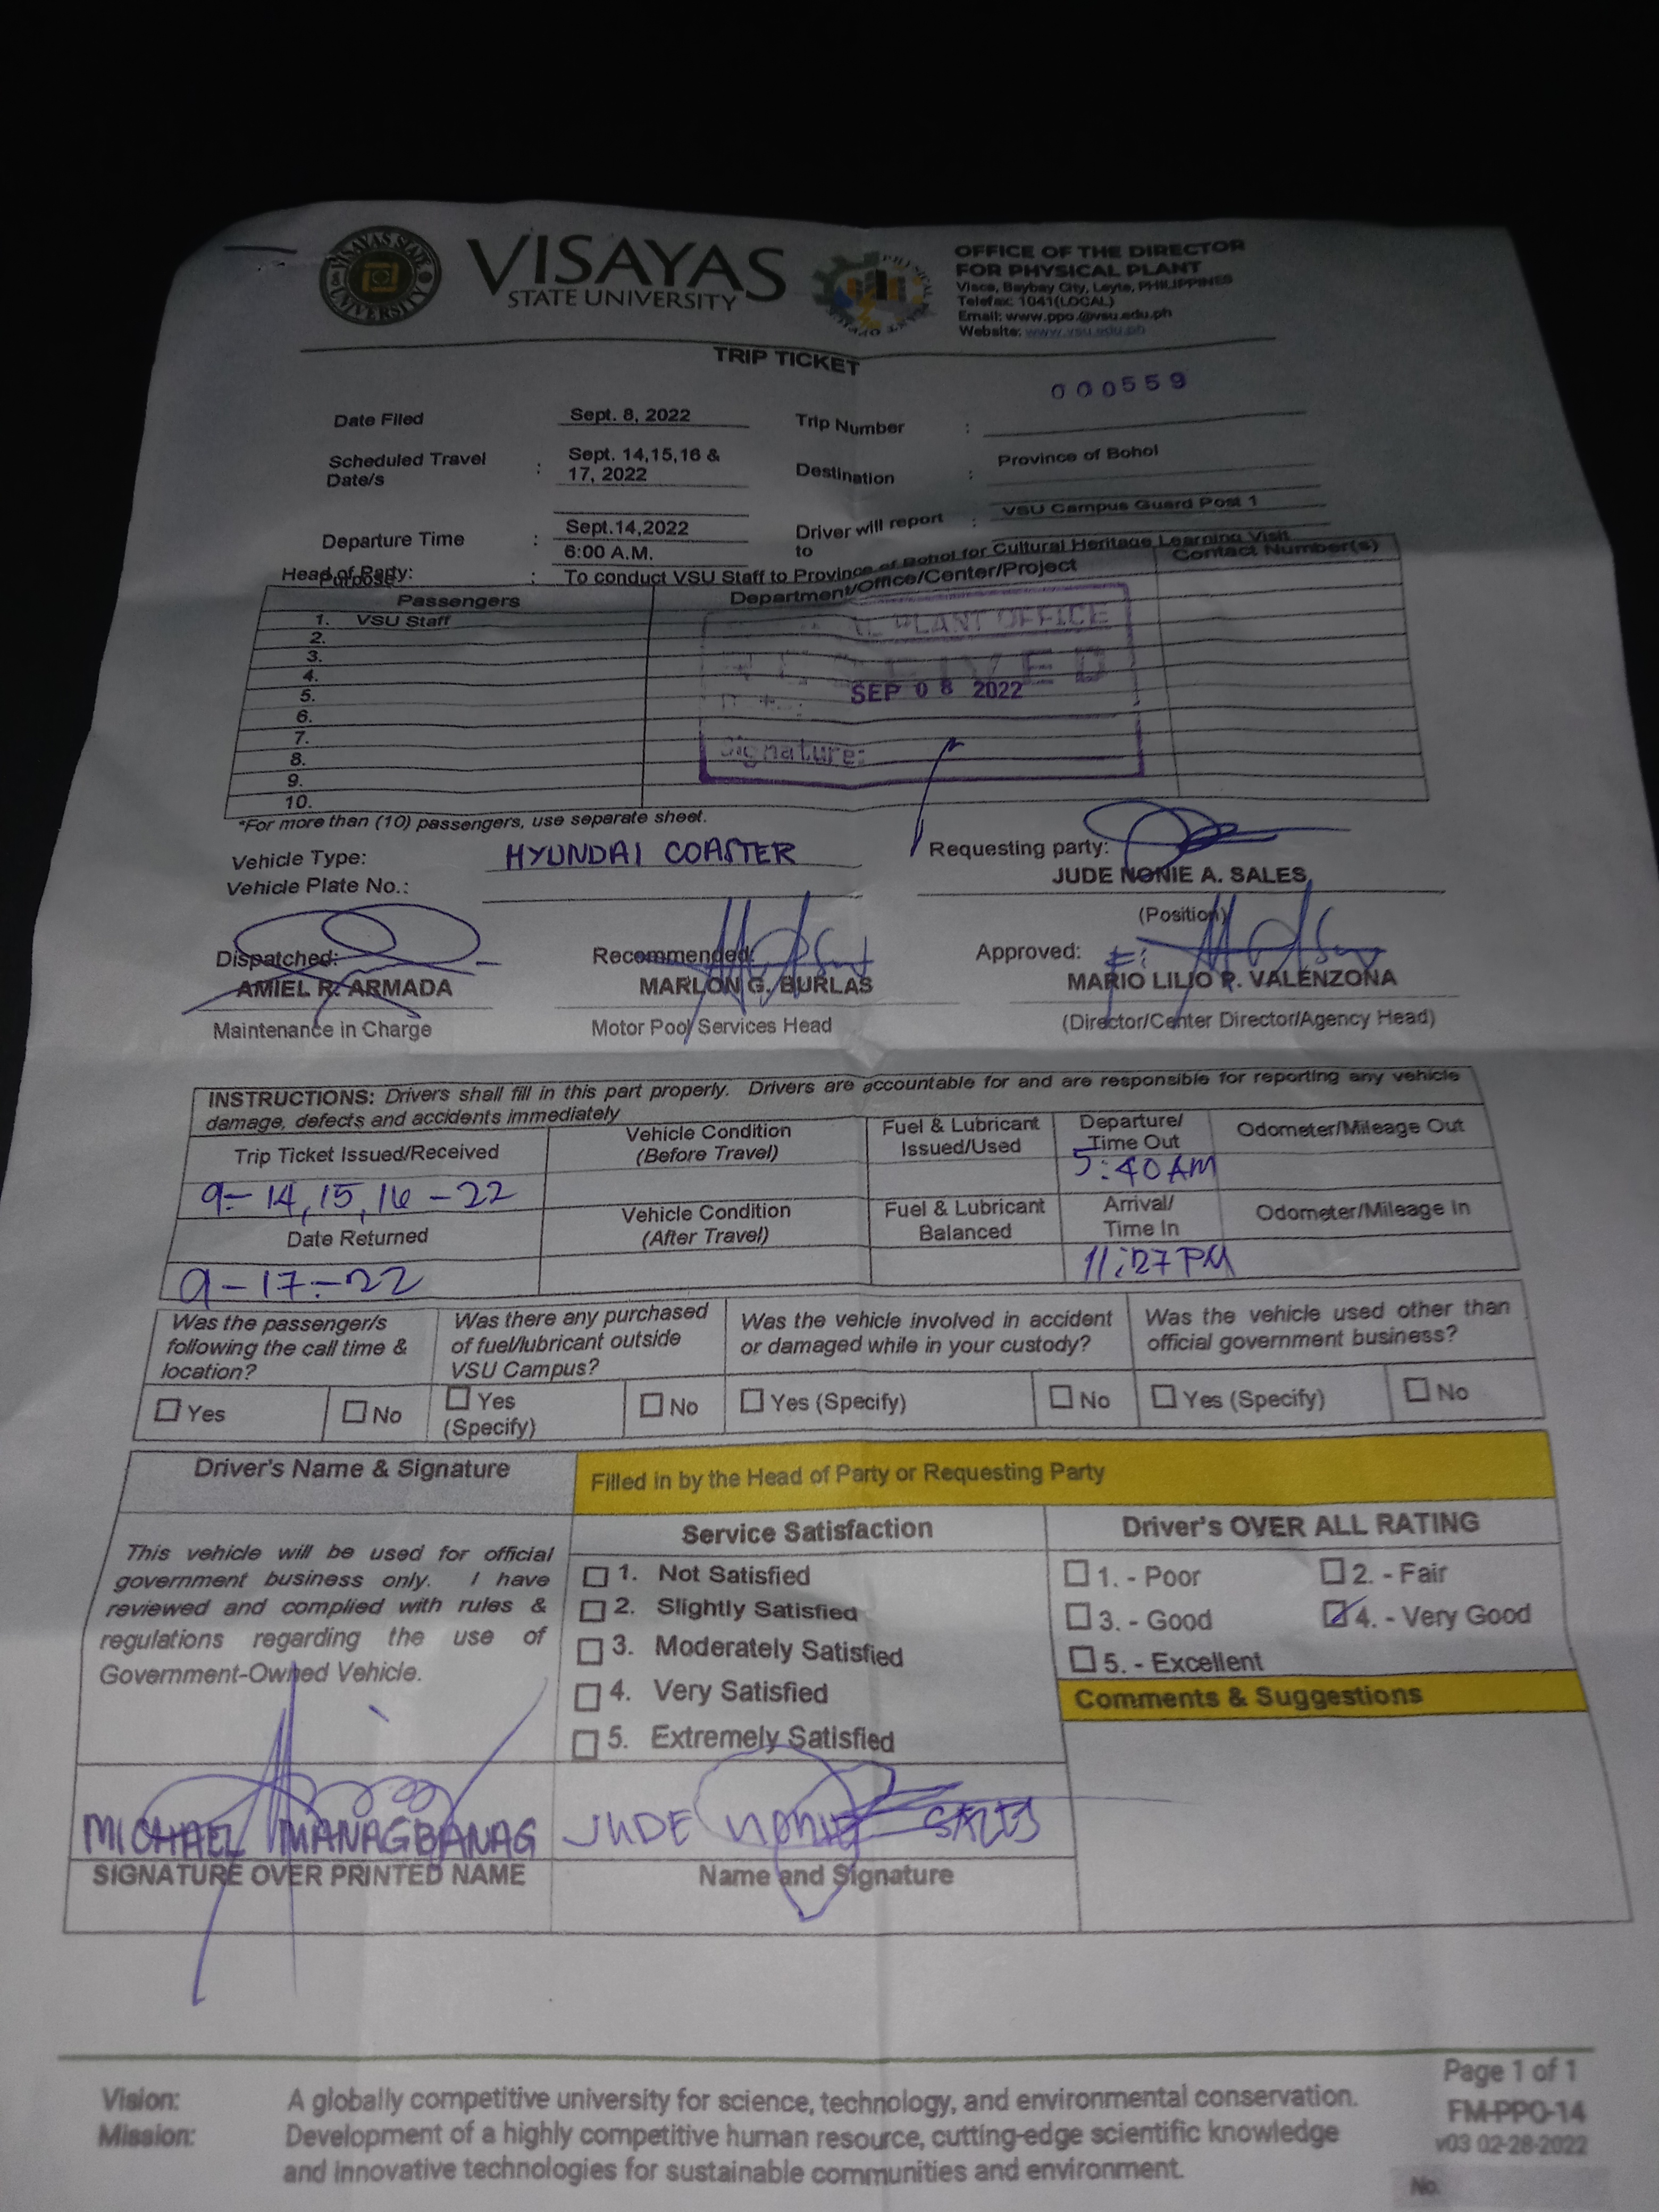 VISAYAS STATE UNIVERSITY
VISAYAS
STATE UNIVERSITY
OFFICE OF THE DIRECTOR
FOR PHYSICAL PLANT
Visca, Baybay City, Leyte, PHILIPPINES
Telefax: 1041(LOCAL)
Email: www.ppo.@vsu.edu.ph
Website: www.vsu.edu.ph
TRIP TICKET
000559
Date Filed Sept. 8, 2022 Trip Number :
Scheduled Travel Date/s : Sept. 14,15,16 & 17, 2022 Destination : Province of Bohol
Departure Time : Sept.14,2022 6:00 A.M. Driver will report to : VSU Campus Guard Post 1
Head of Party:
Purpose : To conduct VSU Staff to Province of Bohol for Cultural Heritage Learning Visit
Passengers Department/Office/Center/Project Contact Number(s)
1. VSU Staff
2.
3.
4.
5.
6.
7.
8.
9.
10.
PLANT OFFICE
RECEIVED
SEP 08 2022
Signature:
*For more than (10) passengers, use separate sheet.
Vehicle Type: HYUNDAI COASTER Requesting party:
Vehicle Plate No.: JUDE NONIE A. SALES
(Position)
Dispatched: Recommended: Approved:
AMIEL R. ARMADA MARLON G. BURLAS MARIO LILIO P. VALENZONA
Maintenance in Charge Motor Pool Services Head (Director/Center Director/Agency Head)
INSTRUCTIONS: Drivers shall fill in this part properly. Drivers are accountable for and are responsible for reporting any vehicle
damage, defects and accidents immediately
Trip Ticket Issued/Received Vehicle Condition (Before Travel) Fuel & Lubricant Issued/Used Departure/ Time Out Odometer/Mileage Out
9-14,15,16-22 5:40 AM
Date Returned Vehicle Condition (After Travel) Fuel & Lubricant Balanced Arrival/ Time In Odometer/Mileage In
9-17-22 11:27 PM
Was the passenger/s following the call time & location?
Was there any purchased of fuel/lubricant outside VSU Campus?
Was the vehicle involved in accident or damaged while in your custody?
Was the vehicle used other than official government business?
Yes No Yes (Specify) No Yes (Specify) No Yes (Specify) No
Driver's Name & Signature
Filled in by the Head of Party or Requesting Party
This vehicle will be used for official
government business only. I have
reviewed and complied with rules &
regulations regarding the use of
Government-Owned Vehicle.
Service Satisfaction
1. Not Satisfied
2. Slightly Satisfied
3. Moderately Satisfied
4. Very Satisfied
5. Extremely Satisfied
Driver's OVER ALL RATING
1. - Poor 2. - Fair
3. - Good 4. - Very Good
5. - Excellent
Comments & Suggestions
MICHAEL MANAGBANAG JUDE NONIE SALES
SIGNATURE OVER PRINTED NAME Name and Signature
Page 1 of 1
Vision: A globally competitive university for science, technology, and environmental conservation.
FM-PPO-14
Mission: Development of a highly competitive human resource, cutting-edge scientific knowledge
v03 02-28-2022
and innovative technologies for sustainable communities and environment.
No.